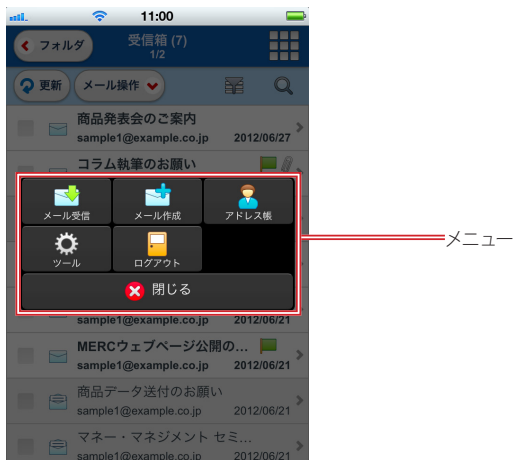 11:00
フォルダ
受信箱 (7)
1/2
更新
メール操作
商品発表会のご案内
sample1@example.co.jp 2012/06/27
コラム執筆のお願い
メール受信
メール作成
アドレス帳
ツール
ログアウト
閉じる
メニュー
sample1@example.co.jp 2012/06/21
MERCウェブページ公開の...
sample1@example.co.jp 2012/06/21
商品データ送付のお願い
sample1@example.co.jp 2012/06/21
マネー・マネジメント セミ...
sample1@example.co.jp 2012/06/21